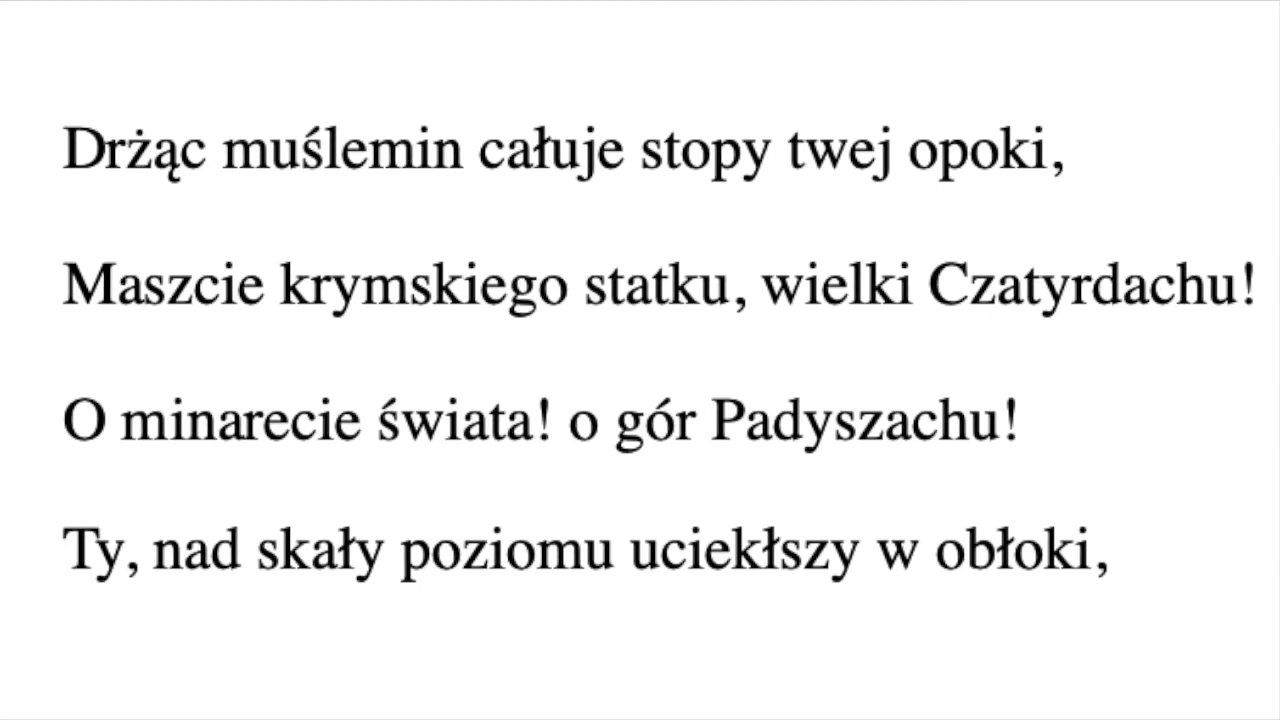 Drżąc muślemin całuje stopy twej opoki,
Maszcie krymskiego statku, wielki Czatyrdachu!
O minarecie świata! o gór Padyszachu!
Ty, nad skały poziomu uciekłszy w obłoki,